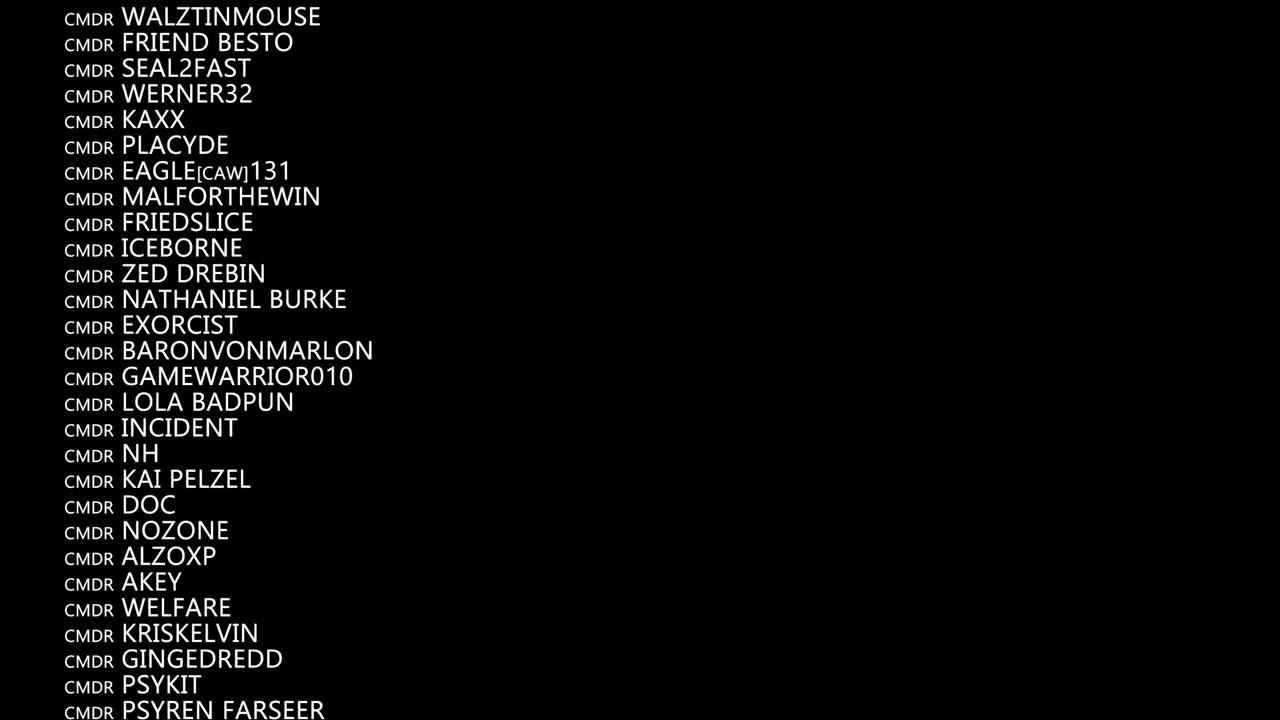 CMDR WALZTINMOUSE
CMDR FRIEND BESTO
CMDR SEAL2FAST
CMDR WERNER32
CMDR KAXX
CMDR PLACYDE
CMDR EAGLE[CAW]131
CMDR MALFORTHEWIN
CMDR FRIEDSLICE
CMDR ICEBORNE
CMDR ZED DREBIN
CMDR NATHANIEL BURKE
CMDR EXORCIST
CMDR BARONVONMARLON
CMDR GAMEWARRIOR010
CMDR LOLA BADPUN
CMDR INCIDENT
CMDR NH
CMDR KAI PELZEL
CMDR DOC
CMDR NOZONE
CMDR ALZOXP
CMDR AKEY
CMDR WELFARE
CMDR KRISKELVIN
CMDR GINGEDREDD
CMDR PSYKIT
CMDR PSYREN FARSEER